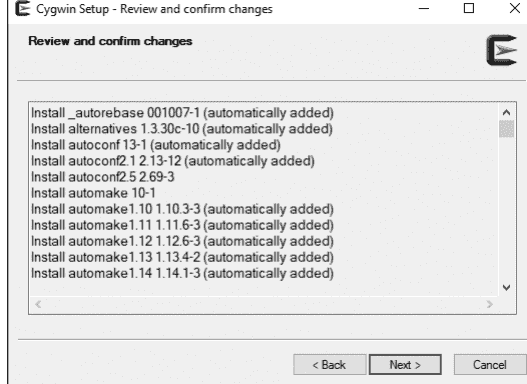 Cygwin Setup - Review and confirm changes
Review and confirm changes
Install _autorebase 001007-1 (automatically added)
Install alternatives 1.3.30c-10 (automatically added)
Install autoconf 13-1 (automatically added)
Install autoconf2.1 2.13-12 (automatically added)
Install autoconf2.5 2.69-3
Install automake 10-1
Install automake1.10 1.10.3-3 (automatically added)
Install automake1.11 1.11.6-3 (automatically added)
Install automake1.12 1.12.6-3 (automatically added)
Install automake1.13 1.13.4-2 (automatically added)
Install automake1.14 1.14.1-3 (automatically added)
< Back Next > Cancel